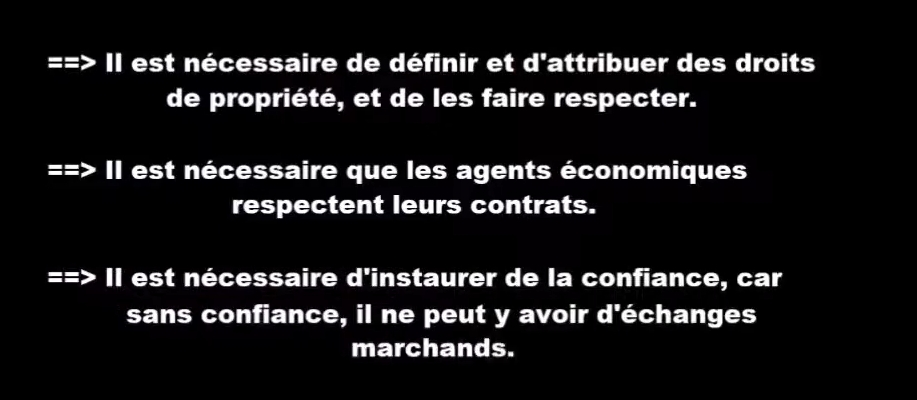 ==> Il est nécessaire de définir et d'attribuer des droits
de propriété, et de les faire respecter.
==> Il est nécessaire que les agents économiques
respectent leurs contrats.
==> Il est nécessaire d'instaurer de la confiance, car
sans confiance, il ne peut y avoir d'échanges
marchands.